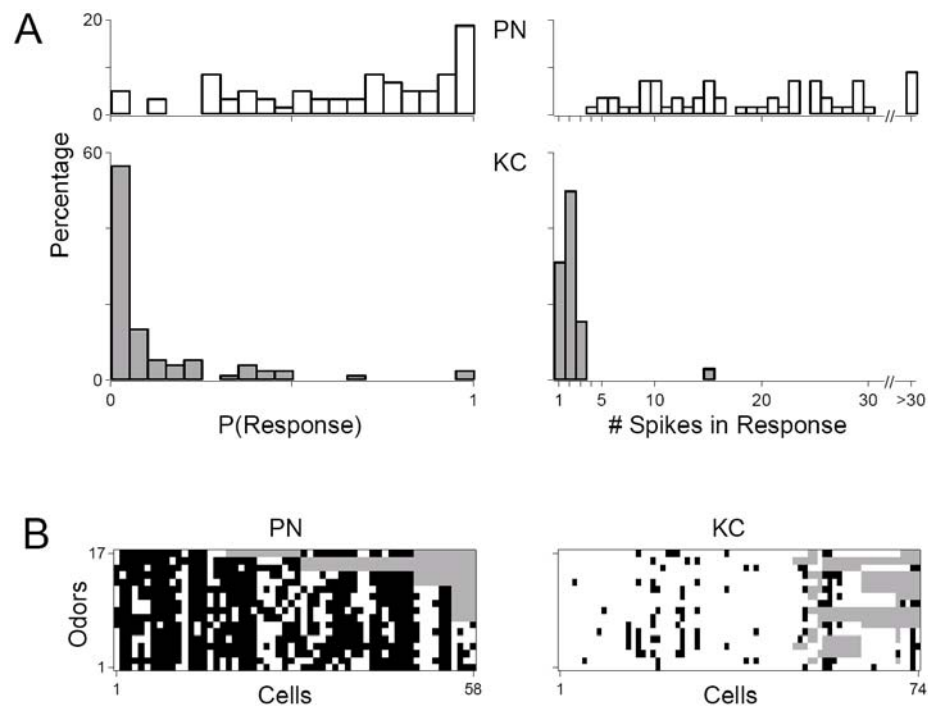 A
20
PN
0
60
KC
Percentage
0
0 1
1 5 10 20 30 >30
P(Response)
# Spikes in Response
B
PN
KC
17
Odors
1
1 58
Cells
1 74
Cells